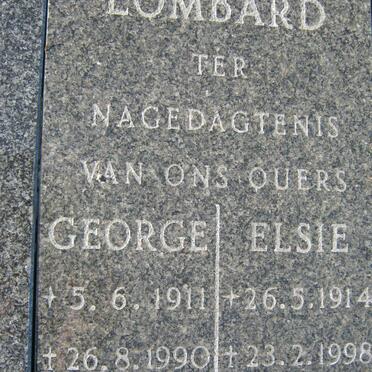 LOMBARD
TER
NAGEDAGTENIS
VAN ONS OUERS
GEORGE ELSIE
+ 5. 6. 1911 + 26.5.1914
+ 26.8.1990 + 23.2.1998